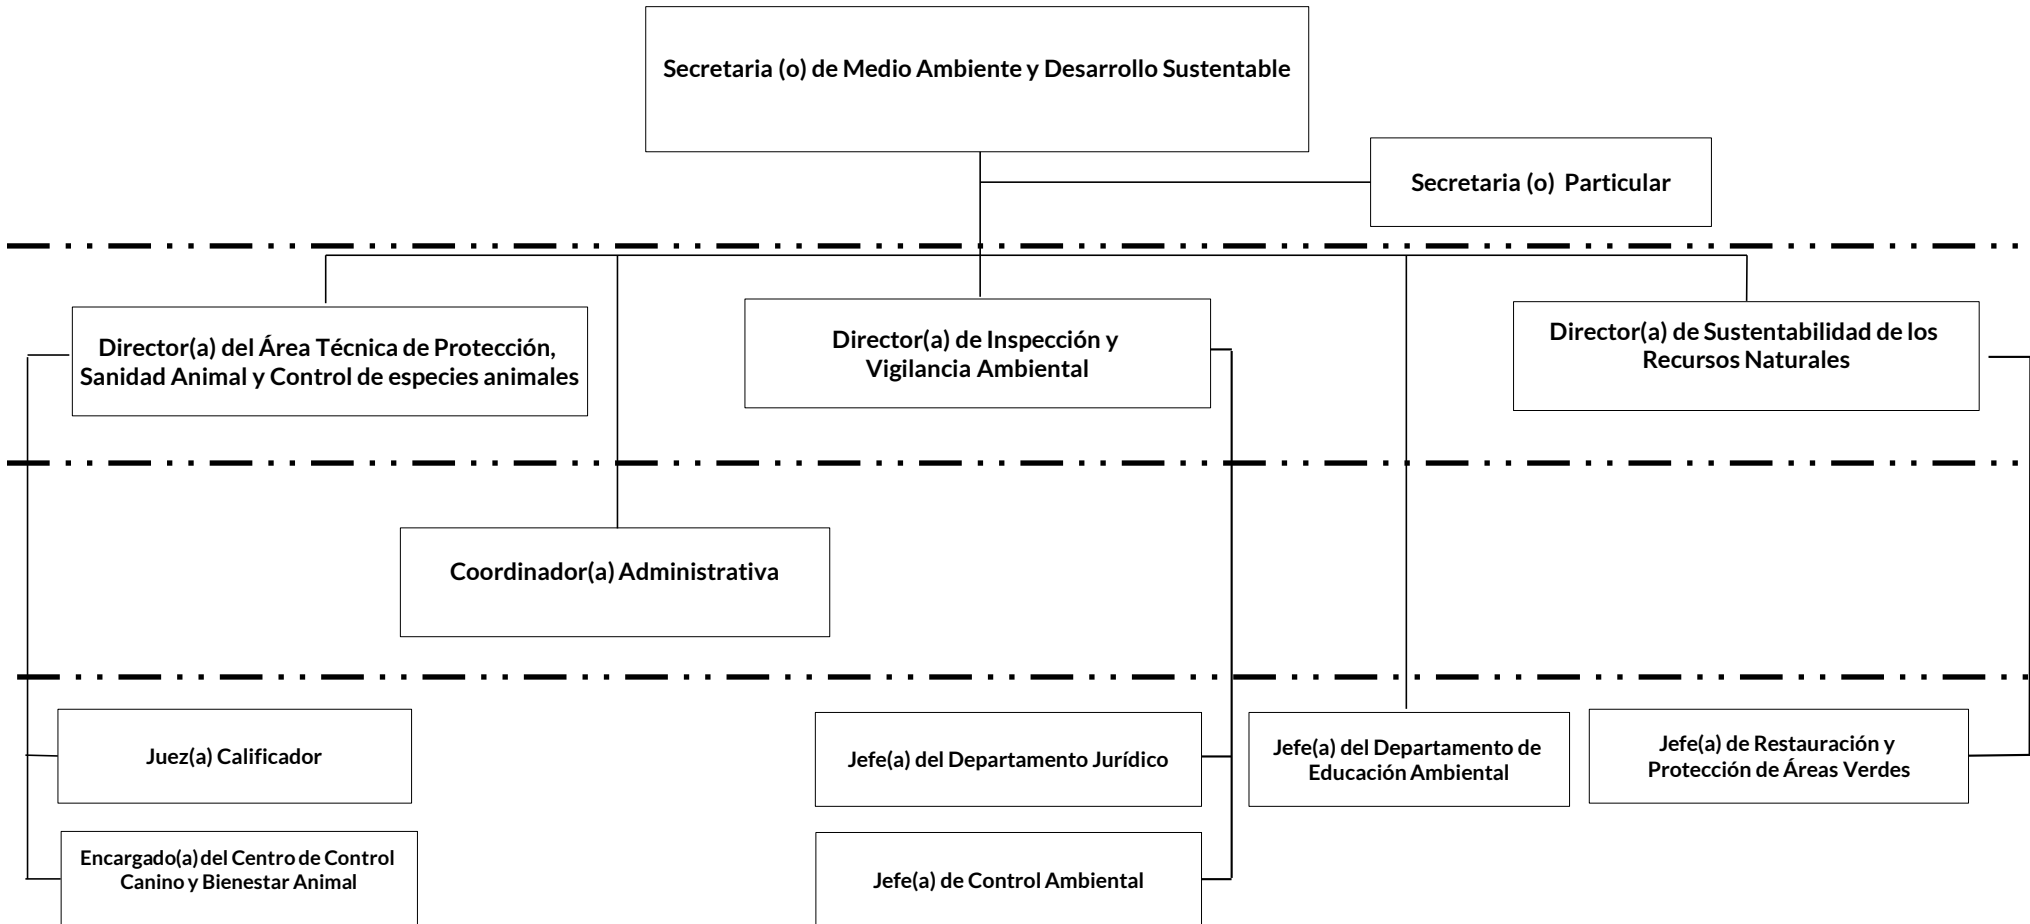 Secretaria (o) de Medio Ambiente y Desarrollo Sustentable
Secretaria (o) Particular
Director(a) del Área Técnica de Protección,
Sanidad Animal y Control de especies animales
Director(a) de Inspección y
Vigilancia Ambiental
Director(a) de Sustentabilidad de los
Recursos Naturales
Coordinador(a) Administrativa
Juez(a) Calificador
Jefe(a) del Departamento Jurídico
Jefe(a) del Departamento de
Educación Ambiental
Jefe(a) de Restauración y
Protección de Áreas Verdes
Encargado(a) del Centro de Control
Canino y Bienestar Animal
Jefe(a) de Control Ambiental